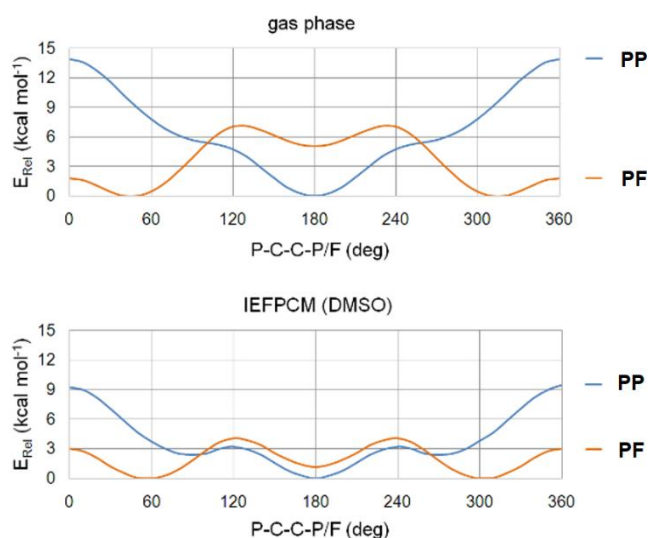 gas phase
15
12
9
6
3
0
E_Rel (kcal mol⁻¹)
0 60 120 180 240 300 360
P-C-C-P/F (deg)
PP
PF
IEFPCM (DMSO)
15
12
9
6
3
0
E_Rel (kcal mol⁻¹)
0 60 120 180 240 300 360
P-C-C-P/F (deg)
PP
PF